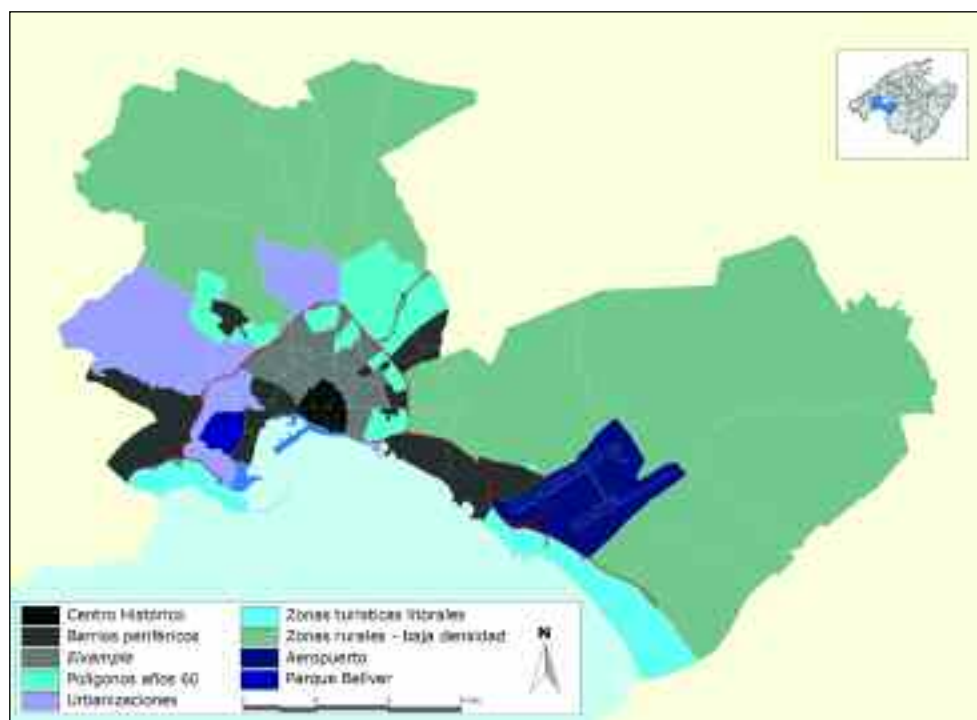 Centro Histórico
Barrios periféricos
Eixample
Polígonos años 60
Urbanizaciones
Zonas turísticas litorales
Zonas rurales - baja densidad
Aeropuerto
Parque Bellver
N